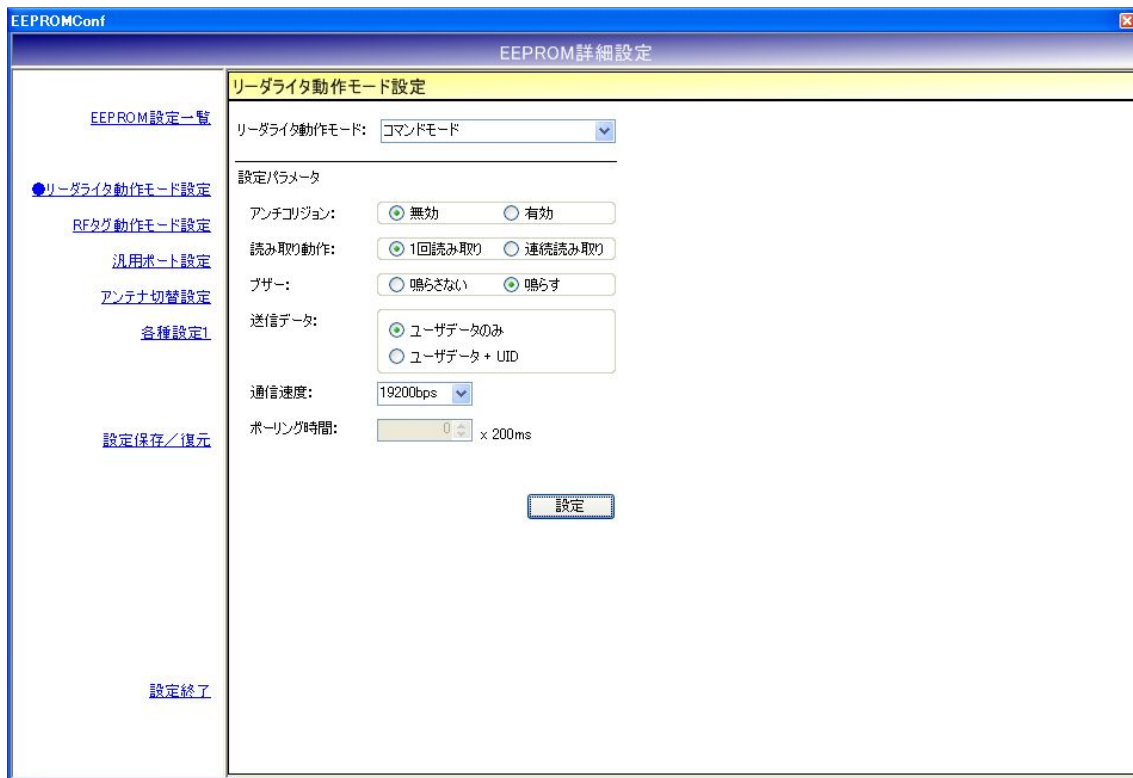 EEPROMConf
EEPROM詳細設定
EEPROM設定一覧
●リーダライタ動作モード設定
RFタグ動作モード設定
汎用ポート設定
アンテナ切替設定
各種設定1
設定保存／復元
設定終了
リーダライタ動作モード設定
リーダライタ動作モード: コマンドモード
設定パラメータ
アンチコリジョン: 無効 有効
読み取り動作: 1回読み取り 連続読み取り
ブザー: 鳴らさない 鳴らす
送信データ: ユーザデータのみ
ユーザデータ + UID
通信速度: 19200bps
ポーリング時間: 0 x 200ms
設定